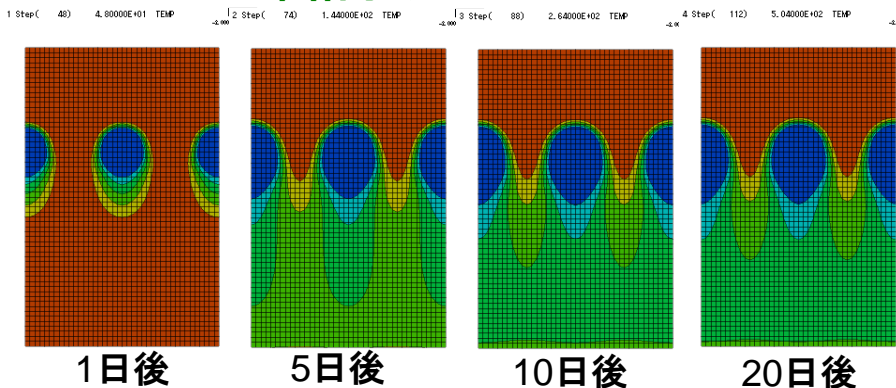 1 Step( 48) 4.80000E+01 TEMP
2 Step( 74) 1.44000E+02 TEMP
3 Step( 88) 2.64000E+02 TEMP
4 Step( 112) 5.04000E+02 TEMP
1日後
5日後
10日後
20日後